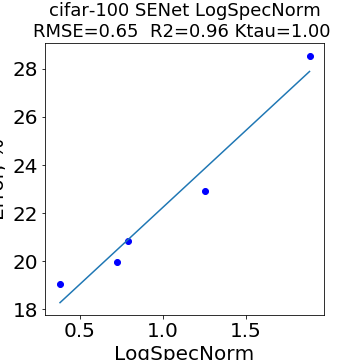 cifar-100 SENet LogSpecNorm
RMSE=0.65  R2=0.96 Ktau=1.00
28
26
24
22
20
18
0.5 1.0 1.5
LogSpecNorm